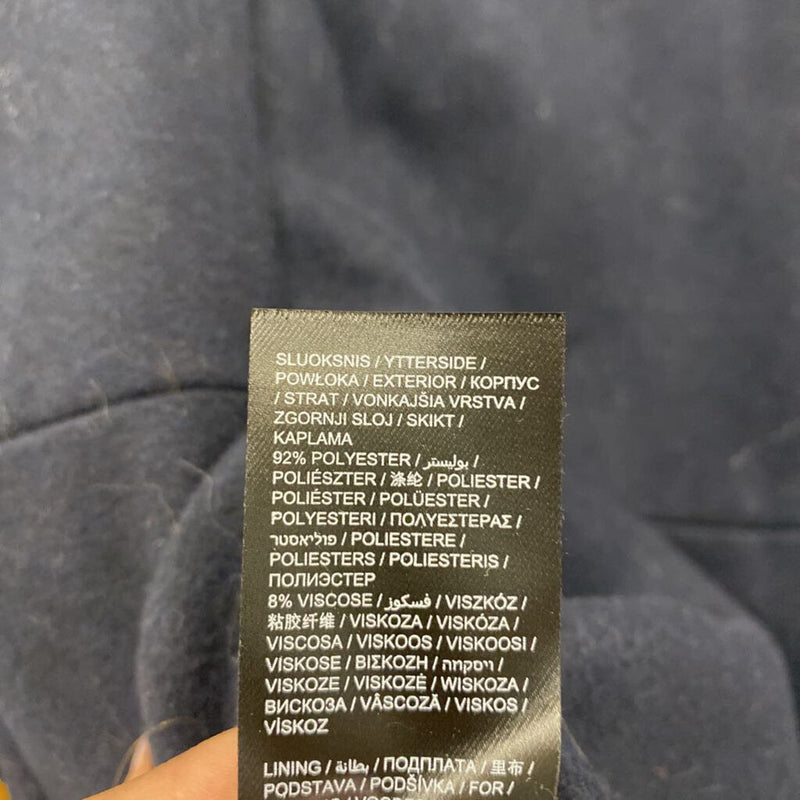 SLUOKSNIS / YTTERSIDE /
POWŁOKA / EXTERIOR / КОРПУС
/ STRAT / VONKAJŠIA VRSTVA /
ZGORNJI SLOJ / SKIKT /
KAPLAMA
92% POLYESTER / بوليستر /
POLIÉSZTER / 涤纶 / POLIESTER /
POLIÉSTER / POLÜESTER /
POLYESTERI / ΠΟΛΥΕΣΤΕΡΑΣ /
פוליאסטר / POLIESTERE /
POLIESTERS / POLIESTERIS /
ПОЛИЭСТЕР
8% VISCOSE / فسكوز / VISZKÓZ /
粘胶纤维 / VISKOZA / VISKÓZA /
VISCOSA / VISKOOS / VISKOOSI /
VISKOSE / ΒΙΣΚΟΖΗ / ויסקוזה /
VISKOZE / VISKOZĖ / WISKOZA /
ВИСКОЗА / VÂSCOZĂ / VISKOS /
VİSKOZ
LINING / بطانة / ПОДПЛАТА / 里布 /
PODSTAVA / PODŠÍVKA / FOR /